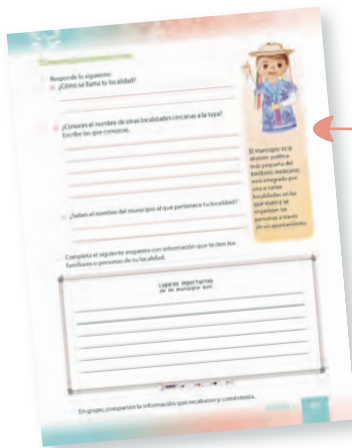 Responde lo siguiente:
¿Cómo se llama tu localidad?
¿Conoces el nombre de otras localidades cercanas a la tuya?
Escribe las que conozcas.
¿Sabes el nombre del municipio al que pertenece tu localidad?
Completa el siguiente esquema con información que te den tus
familiares o personas de tu localidad.
Lugares importantes
de mi municipio son:
En grupo, compartan la información que recabaron y coméntenla.
El municipio es la
división política
más pequeña del
territorio mexicano;
está integrado por
una o varias
localidades en las
que viven y se
organizan las
personas a través
de un ayuntamiento.